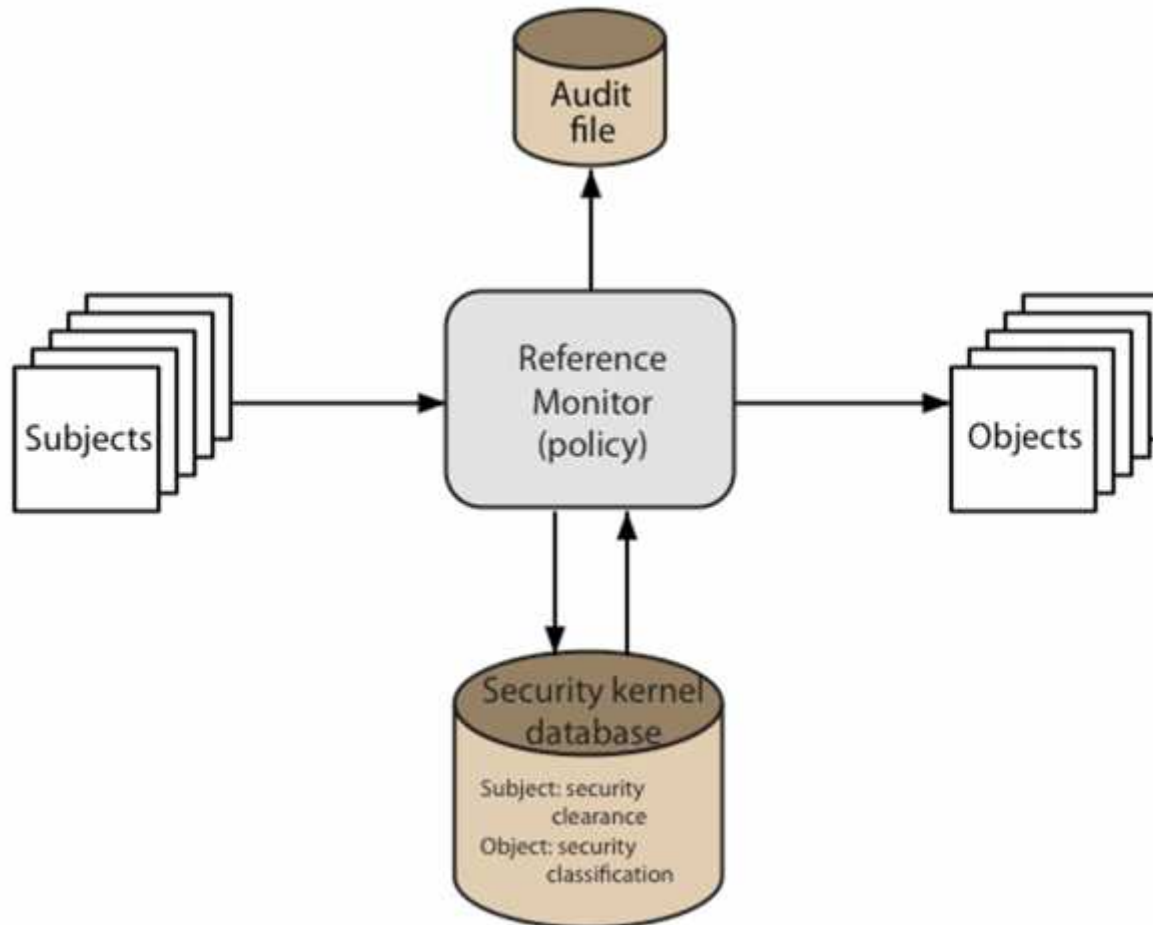 Audit
file
Subjects
Reference
Monitor
(policy)
Objects
Security kernel
database
Subject: security
clearance
Object: security
classification